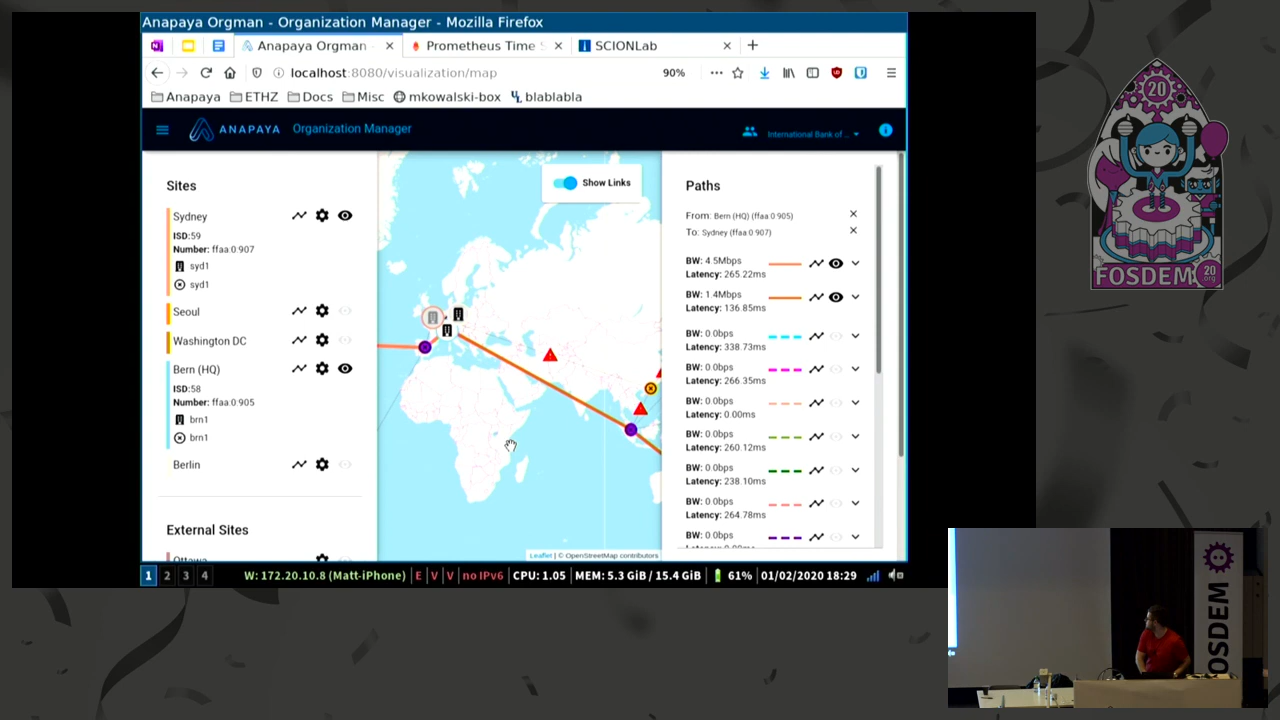 Anapaya Orgman - Organization Manager - Mozilla Firefox
Anapaya Orgman -
Prometheus Time S
SCIONLab
localhost:8080/visualization/map
90%
Anapaya
ETHZ
Docs
Misc
mkowalski-box
blablabla
ANAPAYA
Organization Manager
International Bank of ...
Sites
Sydney
ISD:59
Number: ffaa:0:907
syd1
syd1
Seoul
Washington DC
Bern (HQ)
ISD:58
Number: ffaa:0:905
brn1
brn1
Berlin
External Sites
Ottawa
Show Links
Leaflet | © OpenStreetMap contributors
Paths
From: Bern (HQ) (ffaa:0:905)
To: Sydney (ffaa:0:907)
BW: 4.5Mbps
Latency: 265.22ms
BW: 1.4Mbps
Latency: 136.85ms
BW: 0.0bps
Latency: 338.73ms
BW: 0.0bps
Latency: 266.35ms
BW: 0.0bps
Latency: 0.00ms
BW: 0.0bps
Latency: 260.12ms
BW: 0.0bps
Latency: 238.10ms
BW: 0.0bps
Latency: 264.78ms
BW: 0.0bps
Latency: 0.00ms
1 2 3 4
W: 172.20.10.8 (Matt-iPhone) | E | V | V | no IPv6 | CPU: 1.05 | MEM: 5.3 GiB / 15.4 GiB | 61% | 01/02/2020 18:29
20
FOSDEM
20
.org
FOSDEM